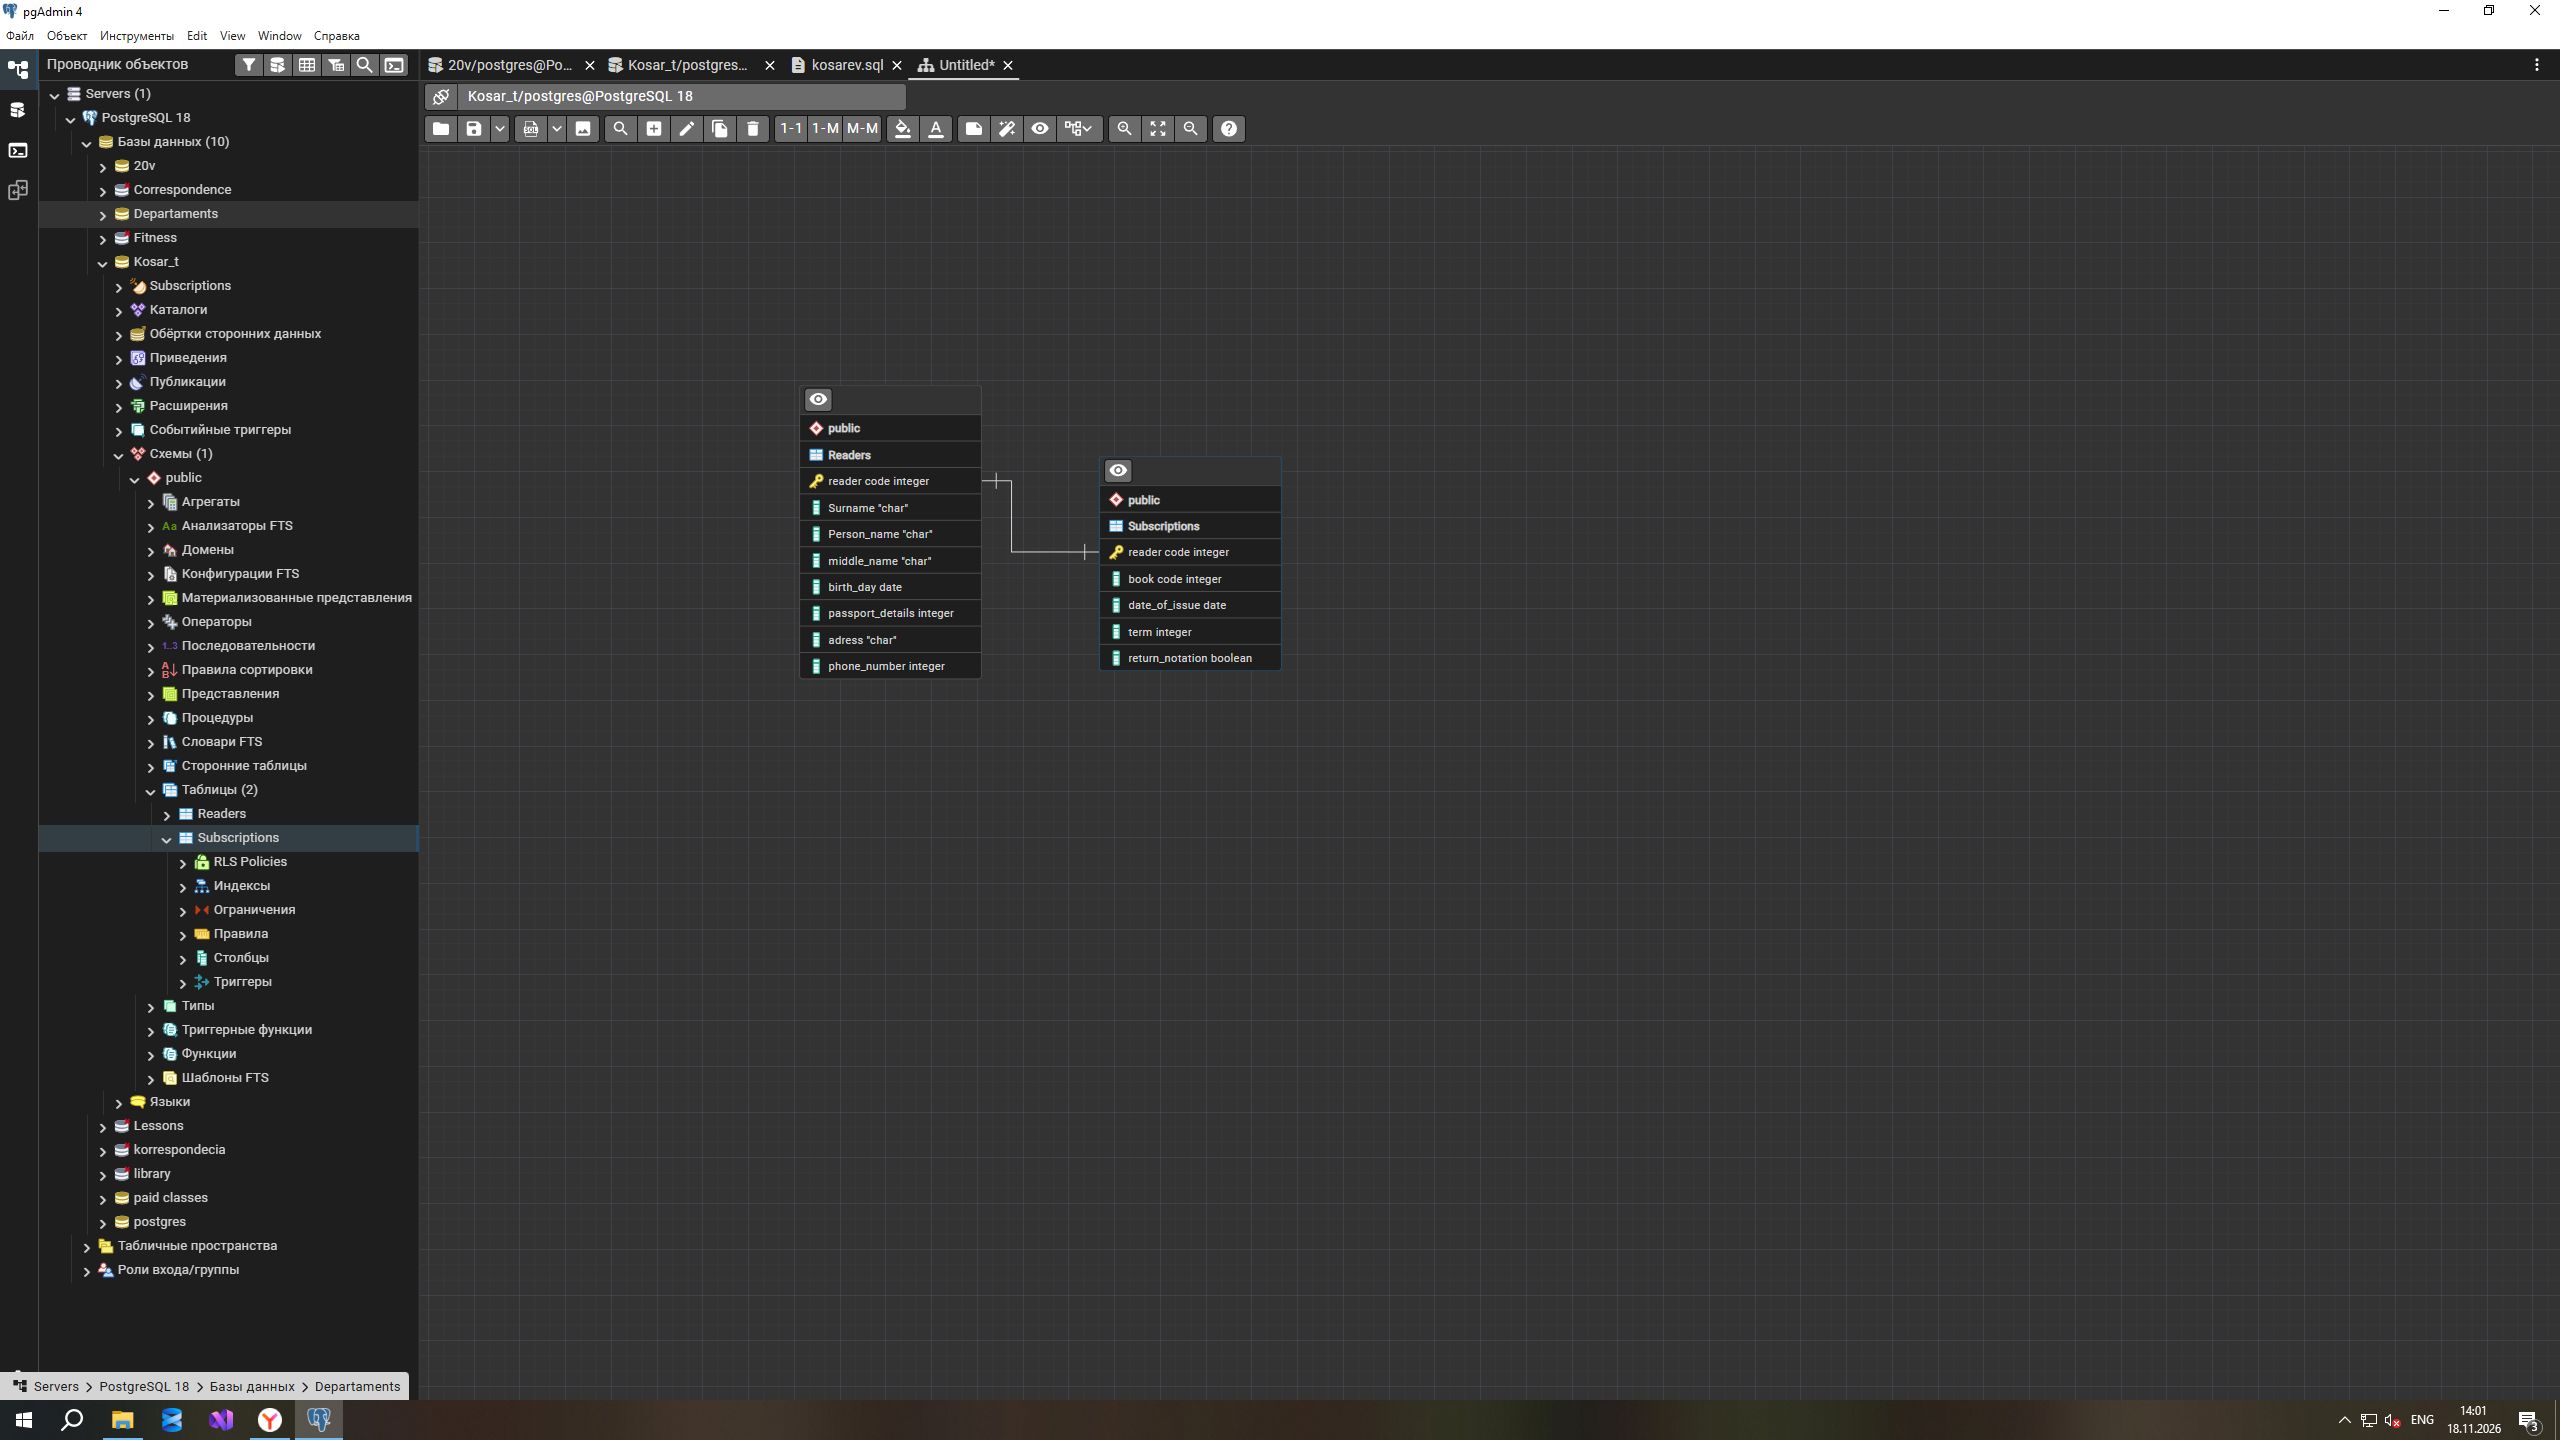 pgAdmin 4
Файл Объект Инструменты Edit View Window Справка
Проводник объектов
20v/postgres@Po... Kosar_t/postgres... kosarev.sql Untitled*
Kosar_t/postgres@PostgreSQL 18
SQL 1-1 1-M M-M A
Servers (1)
PostgreSQL 18
Базы данных (10)
20v
Correspondence
Departaments
Fitness
Kosar_t
Subscriptions
Каталоги
Обёртки сторонних данных
Приведения
Публикации
Расширения
Событийные триггеры
Схемы (1)
public
Агрегаты
Aa Анализаторы FTS
Домены
Конфигурации FTS
Материализованные представления
Операторы
1..3 Последовательности
Правила сортировки
Представления
Процедуры
Словари FTS
Сторонние таблицы
Таблицы (2)
Readers
Subscriptions
RLS Policies
Индексы
Ограничения
Правила
Столбцы
Триггеры
Типы
Триггерные функции
Функции
Шаблоны FTS
Языки
Lessons
korrespondecia
library
paid classes
postgres
Табличные пространства
Роли входа/группы
public
Readers
reader code integer
Surname "char"
Person_name "char"
middle_name "char"
birth_day date
passport_details integer
adress "char"
phone_number integer
public
Subscriptions
reader code integer
book code integer
date_of_issue date
term integer
return_notation boolean
Servers > PostgreSQL 18 > Базы данных > Departaments
ENG
14:01
18.11.2026
3